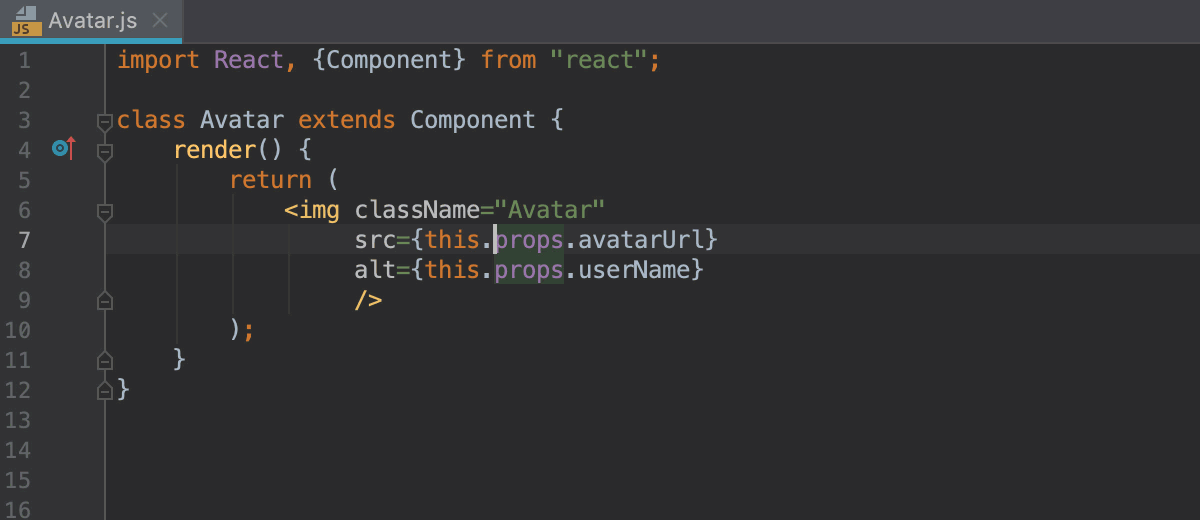 JS Avatar.js
1 import React, {Component} from "react";
2
3 class Avatar extends Component {
4     render() {
5         return (
6             <img className="Avatar"
7                  src={this.props.avatarUrl}
8                  alt={this.props.userName}
9                  />
10         );
11     }
12 }
13
14
15
16